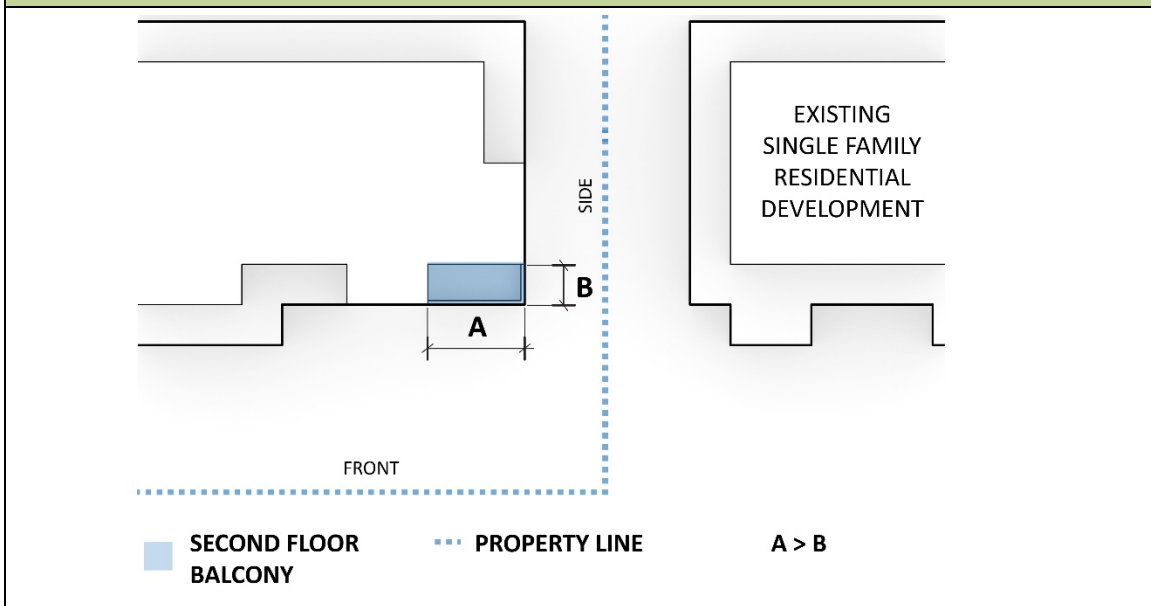 EXISTING
SINGLE FAMILY
RESIDENTIAL
DEVELOPMENT
SIDE
B
A
FRONT
SECOND FLOOR
BALCONY
PROPERTY LINE
A > B